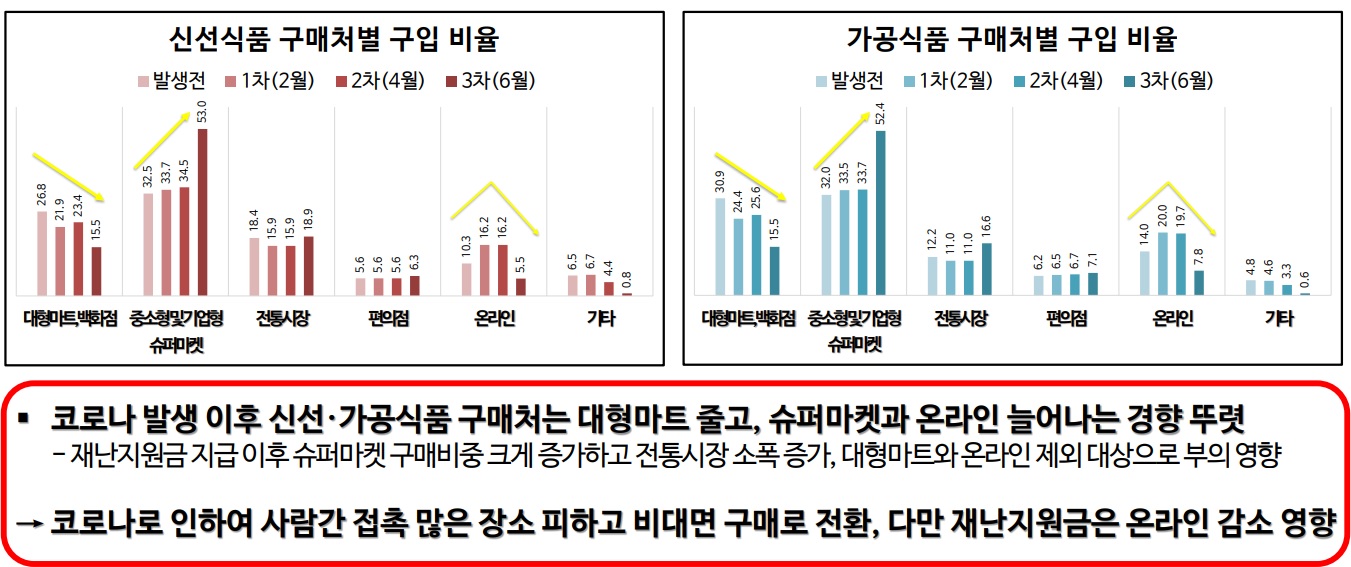 신선식품 구매처별 구입 비율
발생전 1차(2월) 2차(4월) 3차(6월)
26.8 21.9 23.4 15.5
32.5 33.7 34.5 53.0
18.4 15.9 15.9 18.9
5.6 5.6 5.6 6.3
10.3 16.2 16.2 5.5
6.5 6.7 4.4 0.8
대형마트,백화점 중소형및기업형 전통시장 편의점 온라인 기타
슈퍼마켓
가공식품 구매처별 구입 비율
발생전 1차(2월) 2차(4월) 3차(6월)
30.9 24.4 25.6 15.5
32.0 33.5 33.7 52.4
12.2 11.0 11.0 16.6
6.2 6.5 6.7 7.1
14.0 20.0 19.7 7.8
4.8 4.6 3.3 0.6
대형마트,백화점 중소형및기업형 전통시장 편의점 온라인 기타
슈퍼마켓
▪ 코로나 발생 이후 신선·가공식품 구매처는 대형마트 줄고, 슈퍼마켓과 온라인 늘어나는 경향 뚜렷
- 재난지원금 지급 이후 슈퍼마켓 구매비중 크게 증가하고 전통시장 소폭 증가, 대형마트와 온라인 제외 대상으로 부의 영향
→ 코로나로 인하여 사람간 접촉 많은 장소 피하고 비대면 구매로 전환, 다만 재난지원금은 온라인 감소 영향